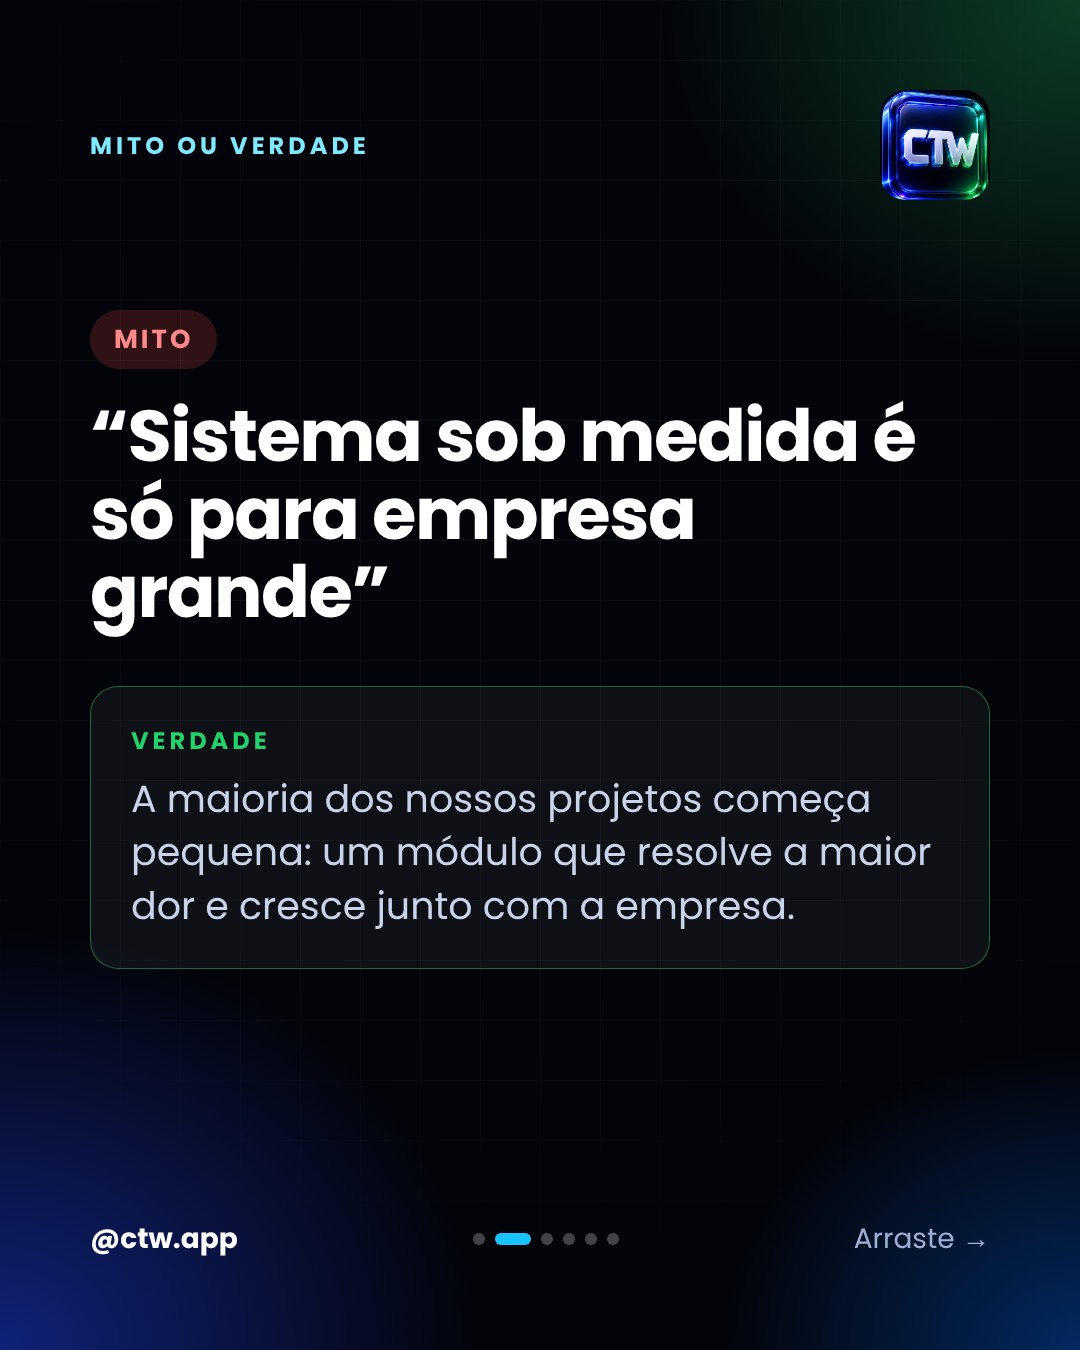 MITO OU VERDADE
CTW
MITO
“Sistema sob medida é
só para empresa
grande”
VERDADE
A maioria dos nossos projetos começa
pequena: um módulo que resolve a maior
dor e cresce junto com a empresa.
@ctw.app
Arraste →